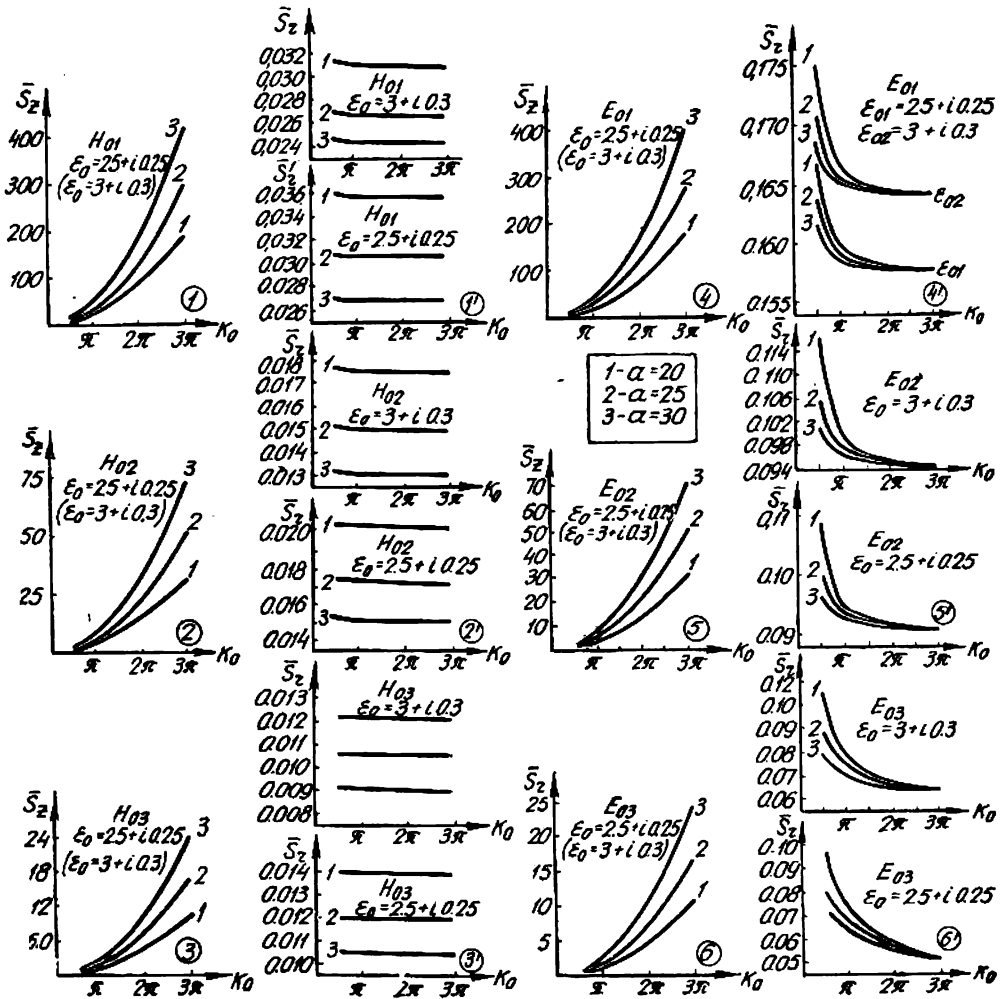 S̄z
400
300
200
100
H01
ε0=2.5+i0.25
(ε0=3+i0.3)
3
2
1
①
π 2π 3π K0
S̄r
0,032
0,030
0,028
0,026
0,024
1
2
3
H01
ε0=3+i0.3
π 2π 3π
S̄r'
0,036
0,034
0,032
0.030
0.028
0.026
1
2
3
H01
ε0=2.5+i0.25
1'
π 2π 3π K0
S̄z
400
300
200
100
E01
ε0=2.5+i0.25
(ε0=3+i0.3)
3
2
1
④
π 2π 3π K0
S̄r
0,175
0,170
0,165
0.160
0.155
1
2
3
1
2
3
E01
ε01=2.5+i0.25
ε02=3+i0.3
ε02
ε01
4'
π 2π 3π K0
S̄z
75
50
25
H02
ε0=2.5+i0.25
(ε0=3+i0.3)
3
2
1
②
π 2π 3π K0
S̄r
0.018
0.017
0.016
0.015
0.014
0.013
1
2
3
H02
ε0=3+i0.3
π 2π 3π K0
S̄r
0.020
0.018
0.016
0.014
1
2
3
H02
ε0=2.5+i0.25
2'
π 2π 3π K0
1-a=20
2-a=25
3-a=30
S̄z
70
60
50
40
30
20
10
E02
ε0=2.5+i0.25
(ε0=3+i0.3)
3
2
1
⑤
π 2π 3π K0
S̄r
0.114
0.110
0.106
0.102
0.098
0.094
1
2
3
E02
ε0=3+i0.3
π 2π 3π K0
S̄r
0.11
0.10
0.09
1
2
3
E02
ε0=2.5+i0.25
5'
π 2π 3π K0
S̄z
24
18
12
6.0
H03
ε0=2.5+i0.25
(ε0=3+i0.3)
3
2
1
③
π 2π 3π K0
S̄r
0.013
0.012
0.011
0.010
0.009
0.008
H03
ε0=3+i0.3
π 2π 3π K0
S̄r
0.014
0.013
0.012
0.011
0.010
1
2
3
H03
ε0=2.5+i0.25
3'
π 2π 3π K0
S̄z
25
20
15
10
5
E03
ε0=2.5+i0.25
(ε0=3+i0.3)
3
2
1
⑥
π 2π 3π K0
S̄r
0.12
0.10
0.09
0.08
0.07
0.06
1
2
3
E03
ε0=3+i0.3
π 2π 3π K0
S̄r
0.10
0.09
0.08
0.07
0.06
0.05
E03
ε0=2.5+i0.25
6'
π 2π 3π K0